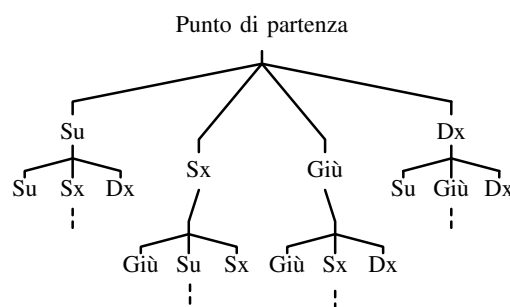 Punto di partenza
Su
Dx
Sx
Giù
Su Sx Dx
Su Giù Dx
Giù Su Sx
Giù Sx Dx